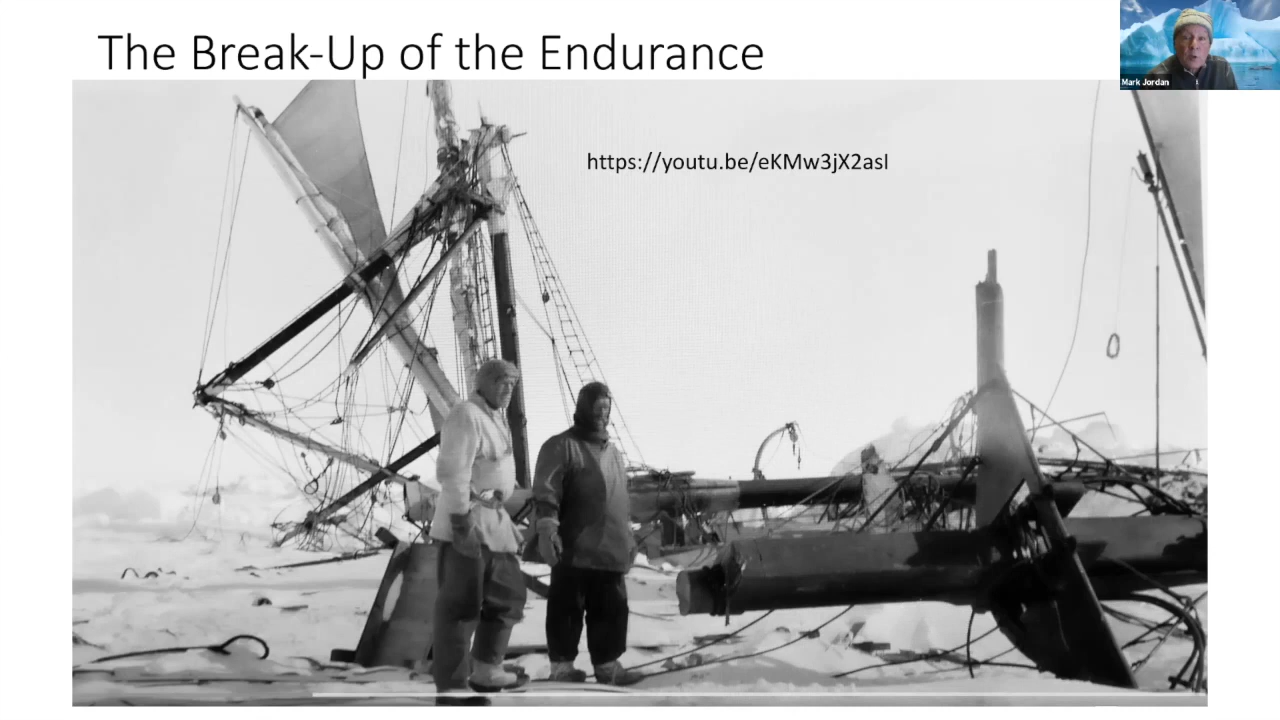 The Break-Up of the Endurance
Mark Jordan
https://youtu.be/eKMw3jX2asI